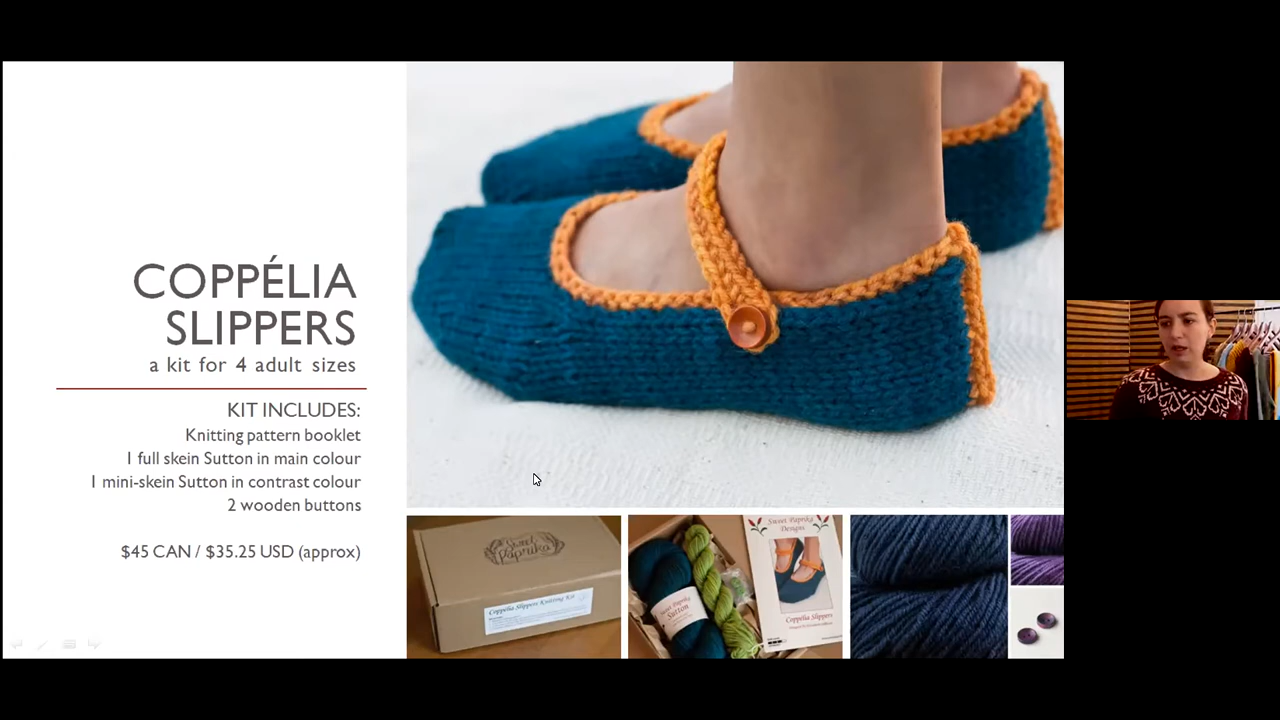 COPPÉLIA
SLIPPERS
a kit for 4 adult sizes
KIT INCLUDES:
Knitting pattern booklet
1 full skein Sutton in main colour
1 mini-skein Sutton in contrast colour
2 wooden buttons
$45 CAN / $35.25 USD (approx)
Sweet
Paprika
Coppélia Slippers Knitting Kit
Sweet Paprika
Designs
Sweet Paprika
Sutton
Coppélia Slippers